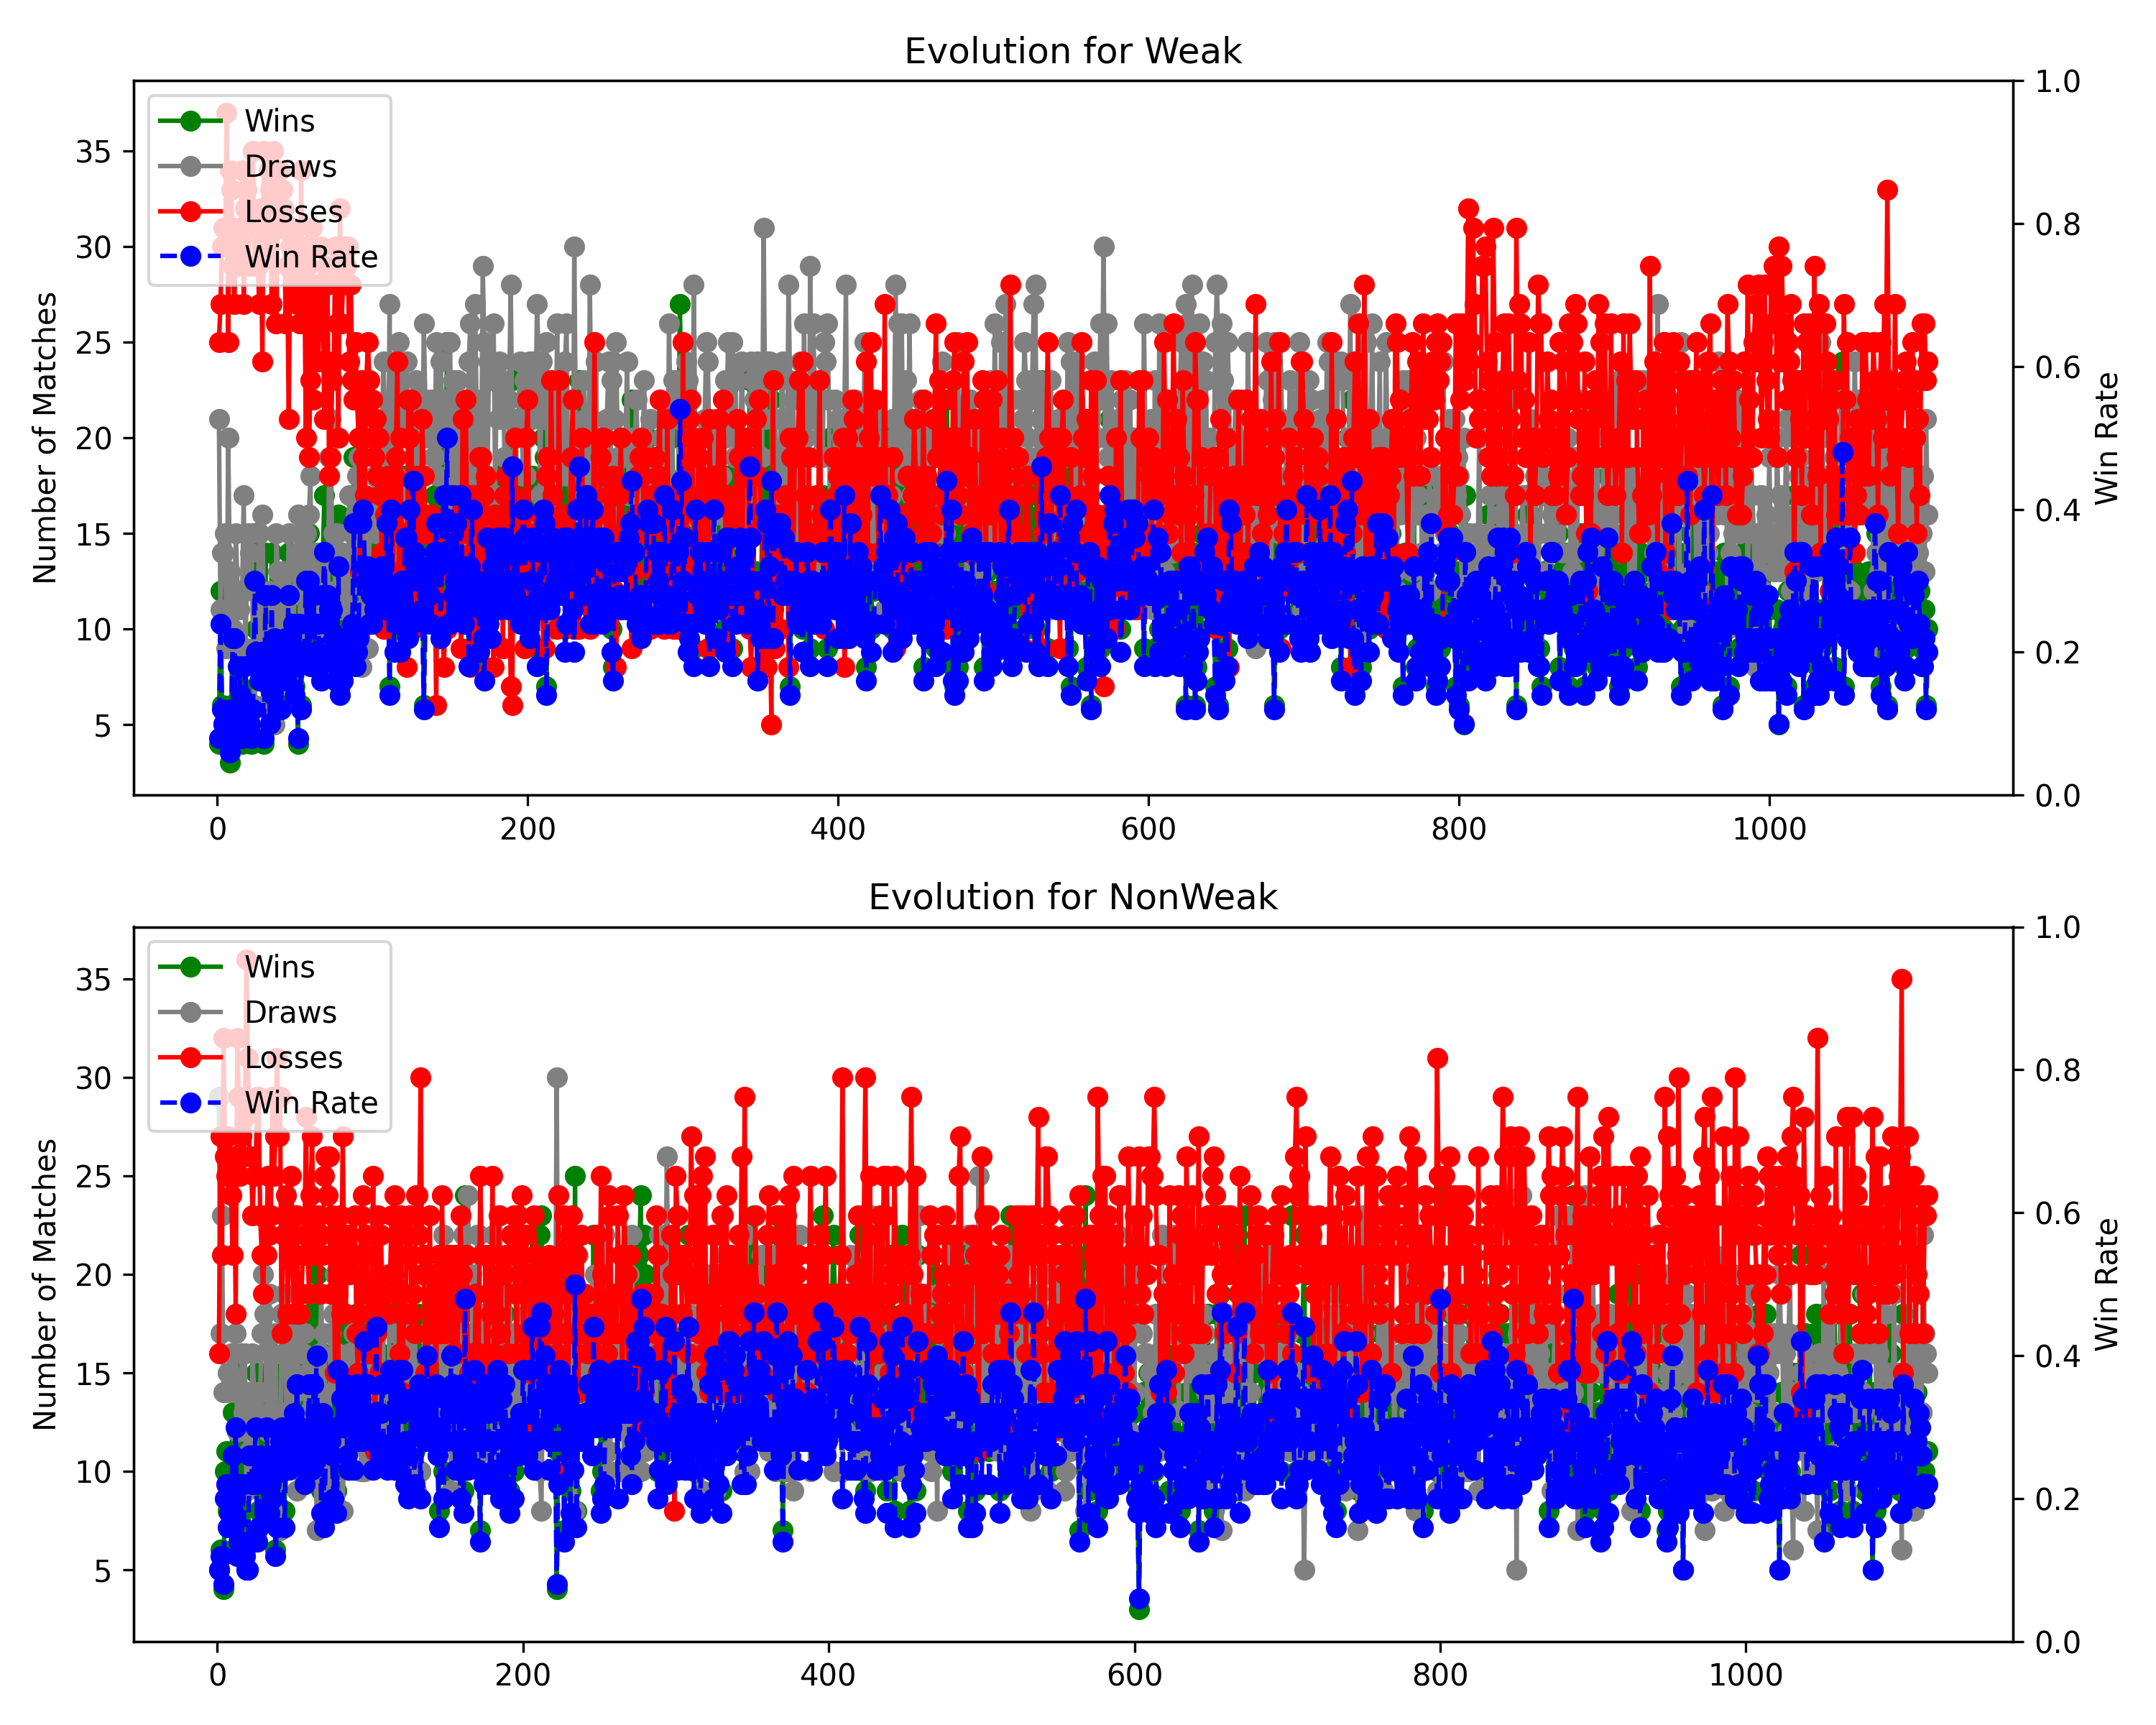 Evolution for Weak
Wins
Draws
Losses
Win Rate
Number of Matches
35
30
25
20
15
10
5
1.0
0.8
0.6
0.4
0.2
0.0
Win Rate
0 200 400 600 800 1000
Evolution for NonWeak
Wins
Draws
Losses
Win Rate
Number of Matches
35
30
25
20
15
10
5
1.0
0.8
0.6
0.4
0.2
0.0
Win Rate
0 200 400 600 800 1000